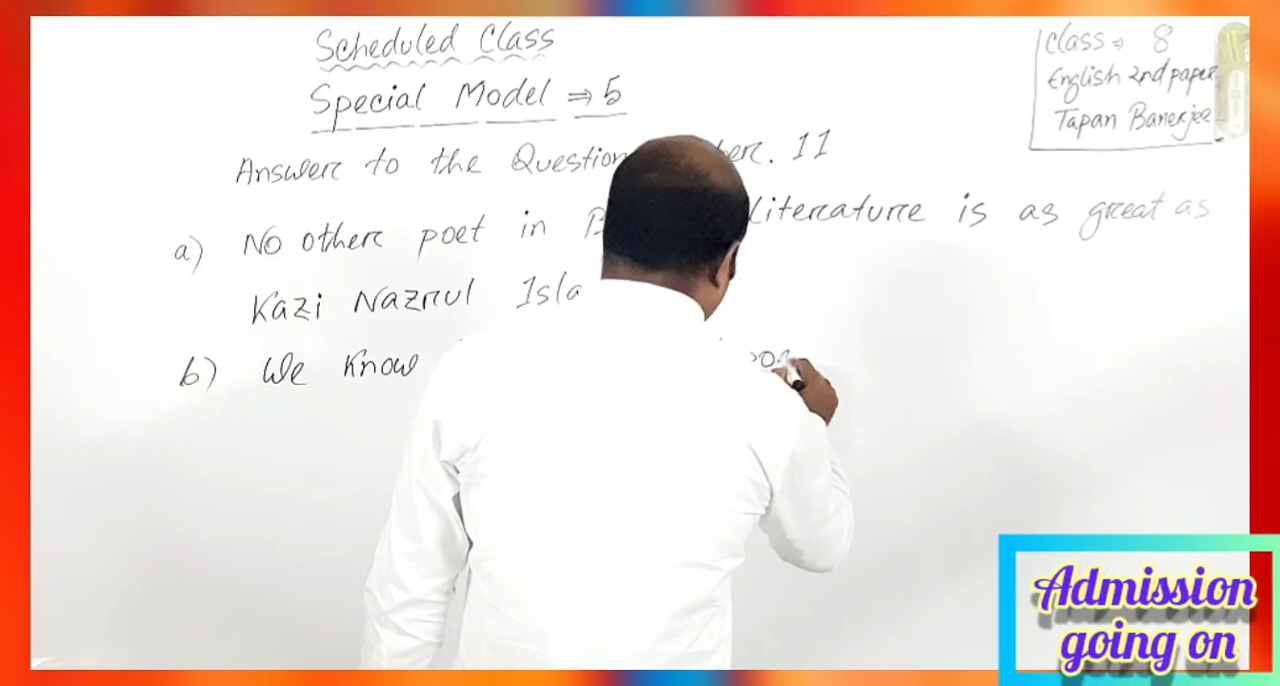 Scheduled Class
Special Model ⇒ 5
class ⇒ 8
English 2nd paper
Tapan Banerjee
Answer to the Question 11
a) No other poet in Literature is as great as
Kazi Nazrul
b) We know
Admission
going on